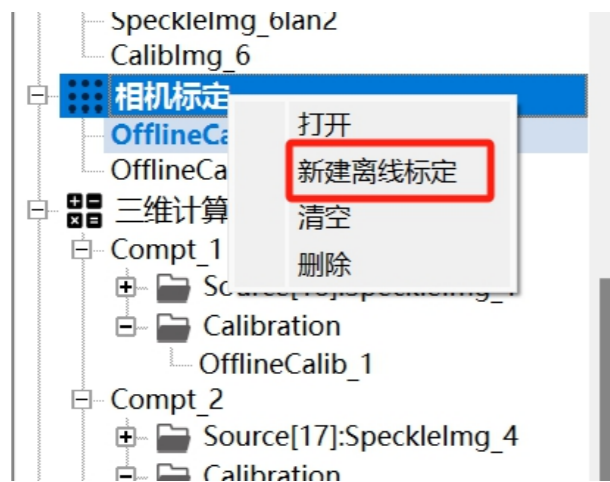 SpeckleImg_6lan2
CalibImg_6
相机标定
打开
OfflineCa
新建离线标定
OfflineCa
三维计算
清空
删除
Compt_1
Calibration
OfflineCalib_1
Compt_2
Source[17]:SpeckleImg_4
Calibration